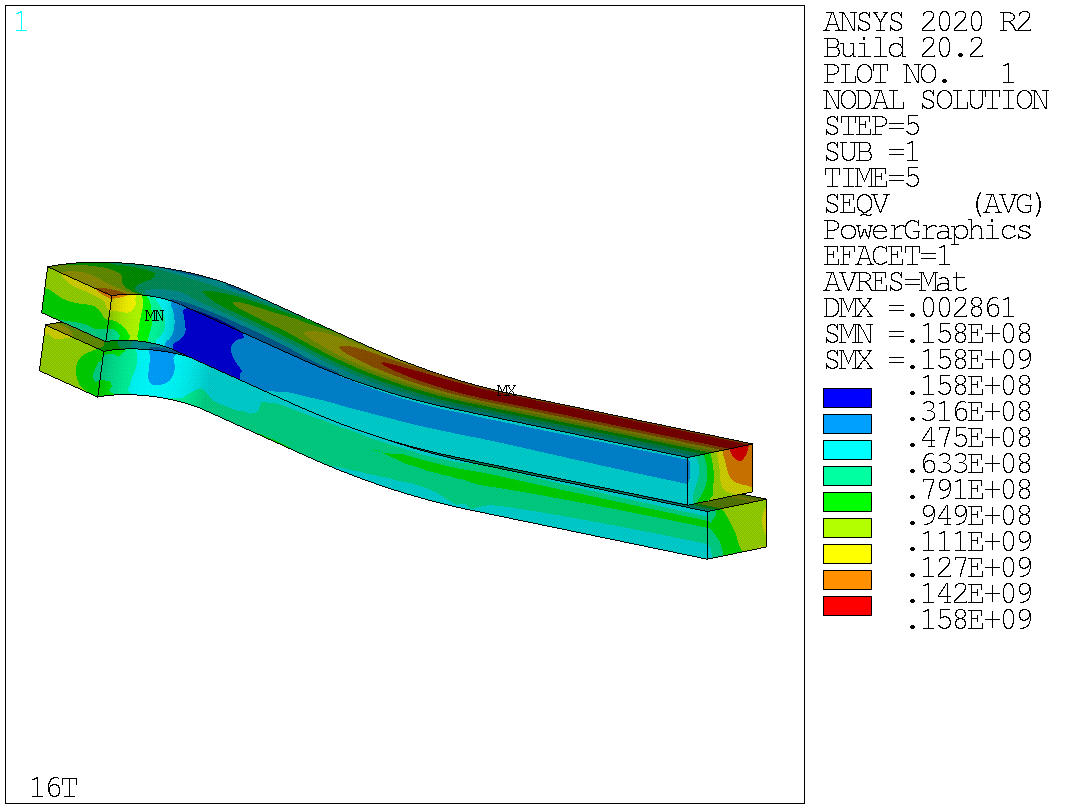 1
ANSYS 2020 R2
Build 20.2
PLOT NO. 1
NODAL SOLUTION
STEP=5
SUB =1
TIME=5
SEQV (AVG)
PowerGraphics
EFACET=1
AVRES=Mat
DMX =.002861
SMN =.158E+08
SMX =.158E+09
.158E+08
.316E+08
.475E+08
.633E+08
.791E+08
.949E+08
.111E+09
.127E+09
.142E+09
.158E+09
MN
MX
16T